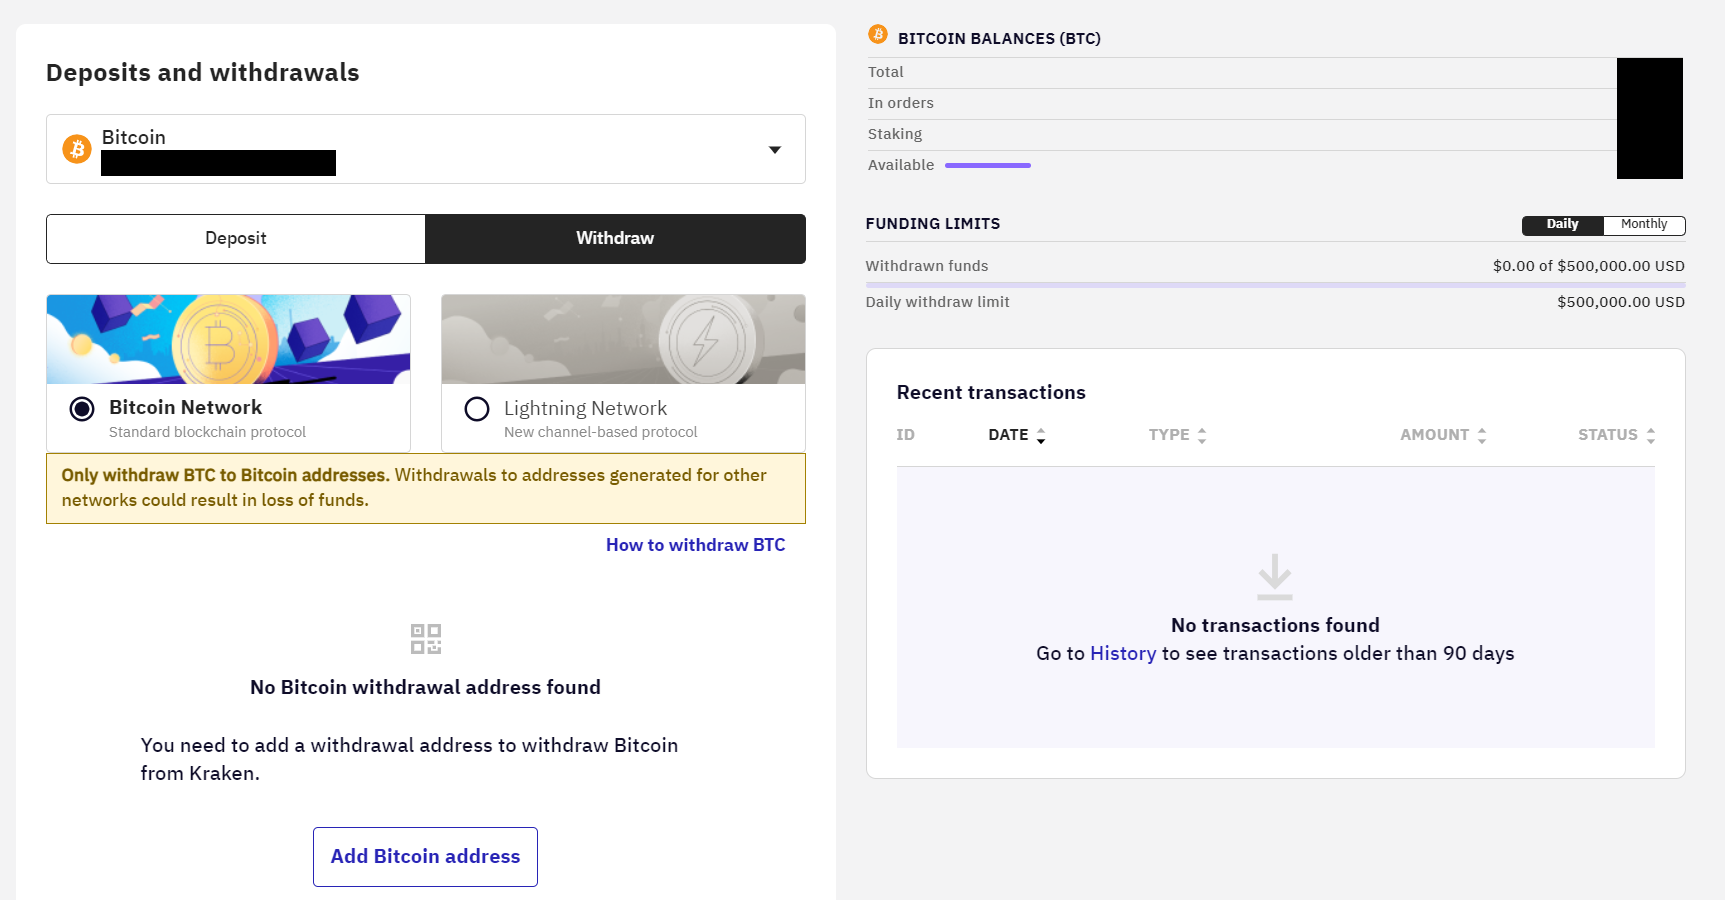 Deposits and withdrawals
Bitcoin
Deposit
Withdraw
Bitcoin Network
Standard blockchain protocol
Lightning Network
New channel-based protocol
Only withdraw BTC to Bitcoin addresses. Withdrawals to addresses generated for other
networks could result in loss of funds.
How to withdraw BTC
No Bitcoin withdrawal address found
You need to add a withdrawal address to withdraw Bitcoin
from Kraken.
Add Bitcoin address
BITCOIN BALANCES (BTC)
Total
In orders
Staking
Available
FUNDING LIMITS
Daily
Monthly
Withdrawn funds
$0.00 of $500,000.00 USD
Daily withdraw limit
$500,000.00 USD
Recent transactions
ID
DATE
TYPE
AMOUNT
STATUS
No transactions found
Go to History to see transactions older than 90 days